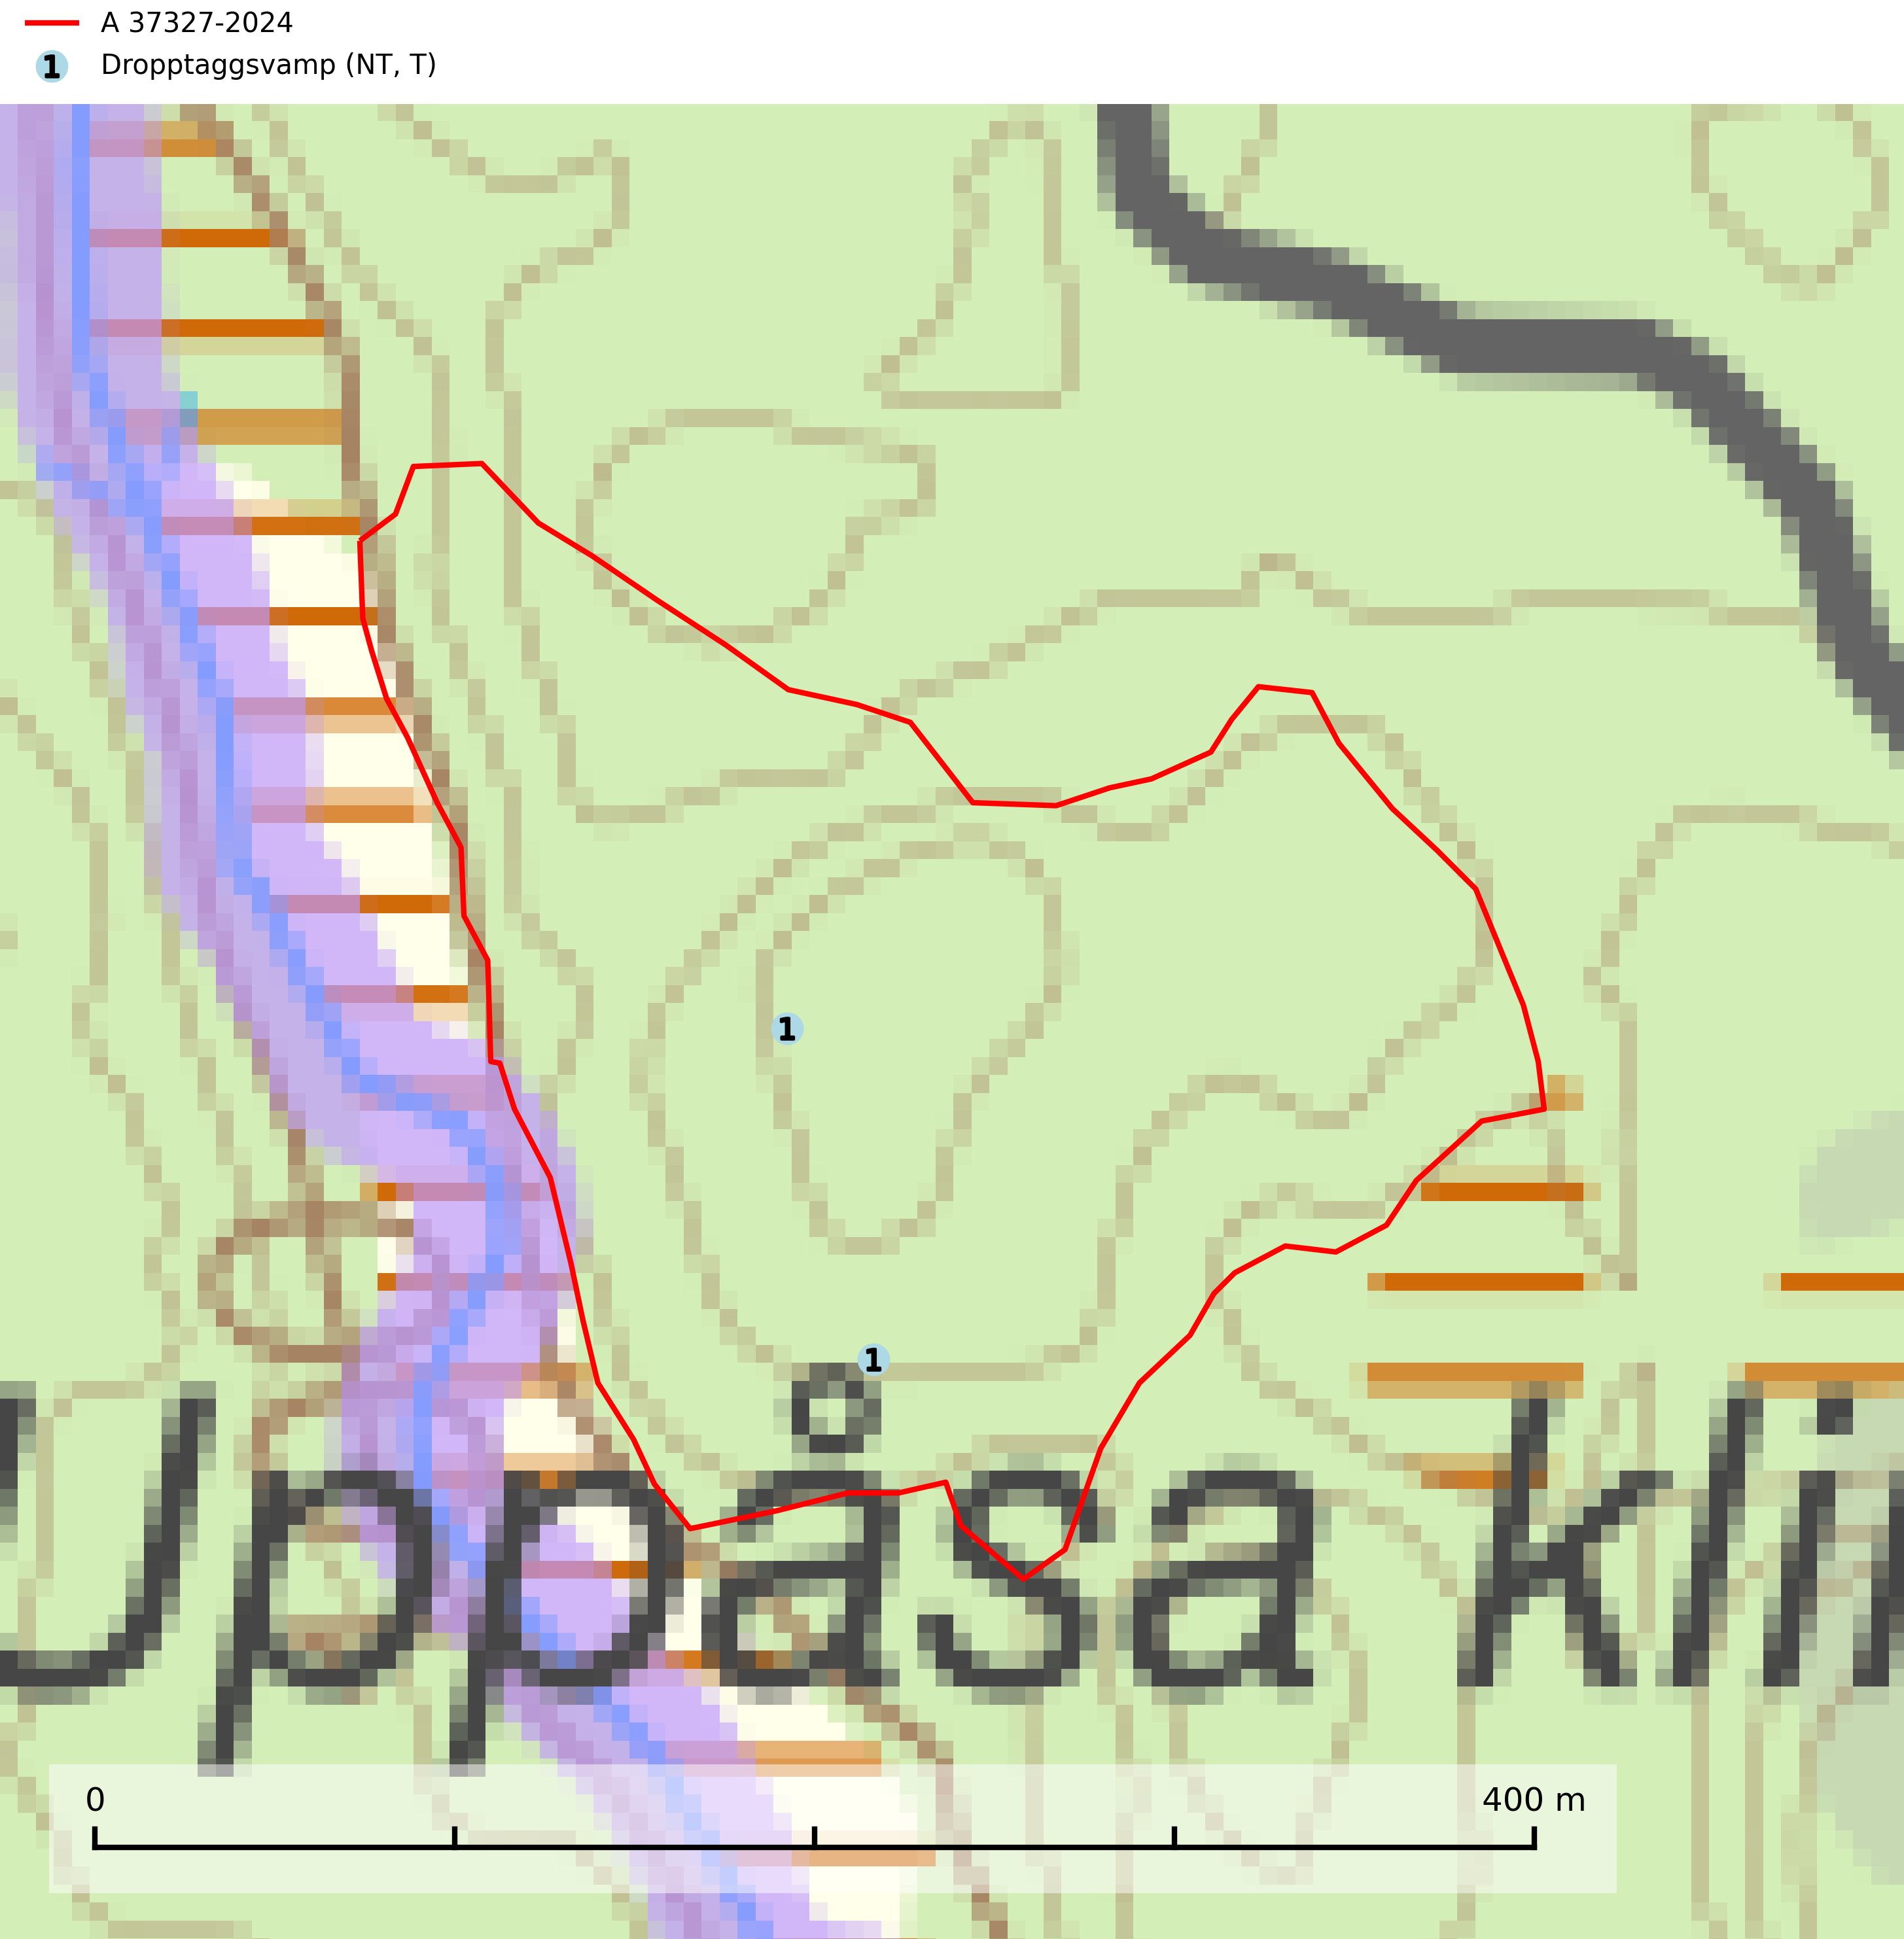 A 37327-2024
1 Dropptaggsvamp (NT, T)
1
1
Uppåsa
0 400 m